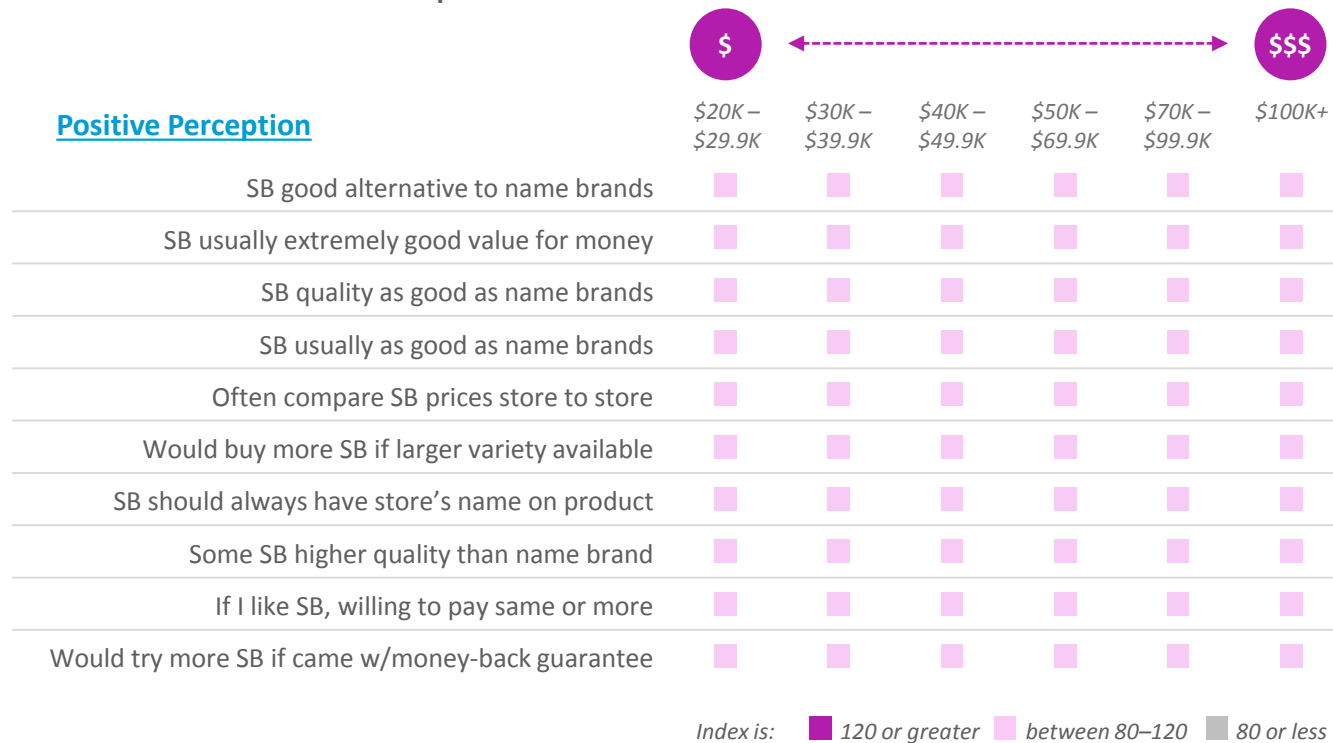 $ $$$
Positive Perception
$20K – $30K – $40K – $50K – $70K – $100K+
$29.9K $39.9K $49.9K $69.9K $99.9K
SB good alternative to name brands
SB usually extremely good value for money
SB quality as good as name brands
SB usually as good as name brands
Often compare SB prices store to store
Would buy more SB if larger variety available
SB should always have store’s name on product
Some SB higher quality than name brand
If I like SB, willing to pay same or more
Would try more SB if came w/money-back guarantee
Index is: 120 or greater between 80–120 80 or less